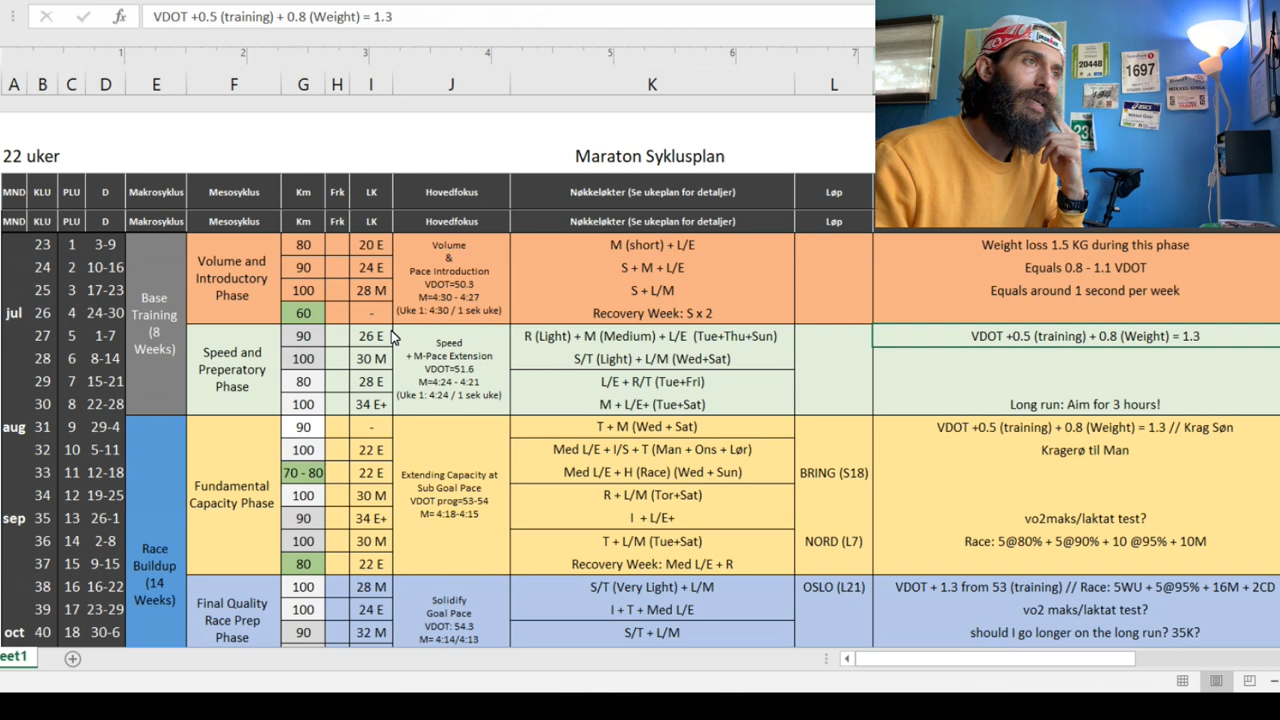 VDOT +0.5 (training) + 0.8 (Weight) = 1.3
1 2 3 4 5 6 7
A B C D E F G H I J K L
22 uker Maraton Syklusplan
MND KLU PLU D Makrosyklus Mesosyklus Km Frk LK Hovedfokus Nøkkeløkter (Se ukeplan for detaljer) Løp
MND KLU PLU D Makrosyklus Mesosyklus Km Frk LK Hovedfokus Nøkkeløkter (Se ukeplan for detaljer) Løp
23 1 3-9 80 20 E M (short) + L/E Weight loss 1.5 KG during this phase
24 2 10-16 90 24 E S + M + L/E Equals 0.8 - 1.1 VDOT
25 3 17-23 100 28 M S + L/M Equals around 1 second per week
jul 26 4 24-30 60 - Recovery Week: S x 2
27 5 1-7 90 26 E R (Light) + M (Medium) + L/E (Tue+Thu+Sun) VDOT +0.5 (training) + 0.8 (Weight) = 1.3
28 6 8-14 100 30 M S/T (Light) + L/M (Wed+Sat)
29 7 15-21 80 28 E L/E + R/T (Tue+Fri)
30 8 22-28 100 34 E+ M + L/E+ (Tue+Sat) Long run: Aim for 3 hours!
aug 31 9 29-4 90 - T + M (Wed + Sat) VDOT +0.5 (training) + 0.8 (Weight) = 1.3 // Krag Søn
32 10 5-11 100 22 E Med L/E + I/S + T (Man + Ons + Lør) Kragerø til Man
33 11 12-18 70 - 80 22 E Med L/E + H (Race) (Wed + Sun) BRING (S18)
34 12 19-25 100 30 M R + L/M (Tor+Sat)
sep 35 13 26-1 90 34 E+ I + L/E+ vo2maks/laktat test?
36 14 2-8 100 30 M T + L/M (Tue+Sat) NORD (L7) Race: 5@80% + 5@90% + 10 @95% + 10M
37 15 9-15 80 22 E Recovery Week: Med L/E + R
38 16 16-22 100 28 M S/T (Very Light) + L/M OSLO (L21) VDOT + 1.3 from 53 (training) // Race: 5WU + 5@95% + 16M + 2CD
39 17 23-29 100 24 E I + T + Med L/E vo2 maks/laktat test?
oct 40 18 30-6 90 32 M S/T + L/M should I go longer on the long run? 35K?
Base
Training
(8
Weeks)
Race
Buildup
(14
Weeks)
Volume and
Introductory
Phase
Speed and
Preperatory
Phase
Fundamental
Capacity Phase
Final Quality
Race Prep
Phase
Volume
&
Pace Introduction
VDOT=50.3
M=4:30 - 4:27
(Uke 1: 4:30 / 1 sek uke)
Speed
+ M-Pace Extension
VDOT=51.6
M=4:24 - 4:21
(Uke 1: 4:24 / 1 sek uke)
Extending Capacity at
Sub Goal Pace
VDOT prog=53-54
M= 4:18-4:15
Solidify
Goal Pace
VDOT: 54.3
M= 4:14/4:13
eet1
20448
1697
23